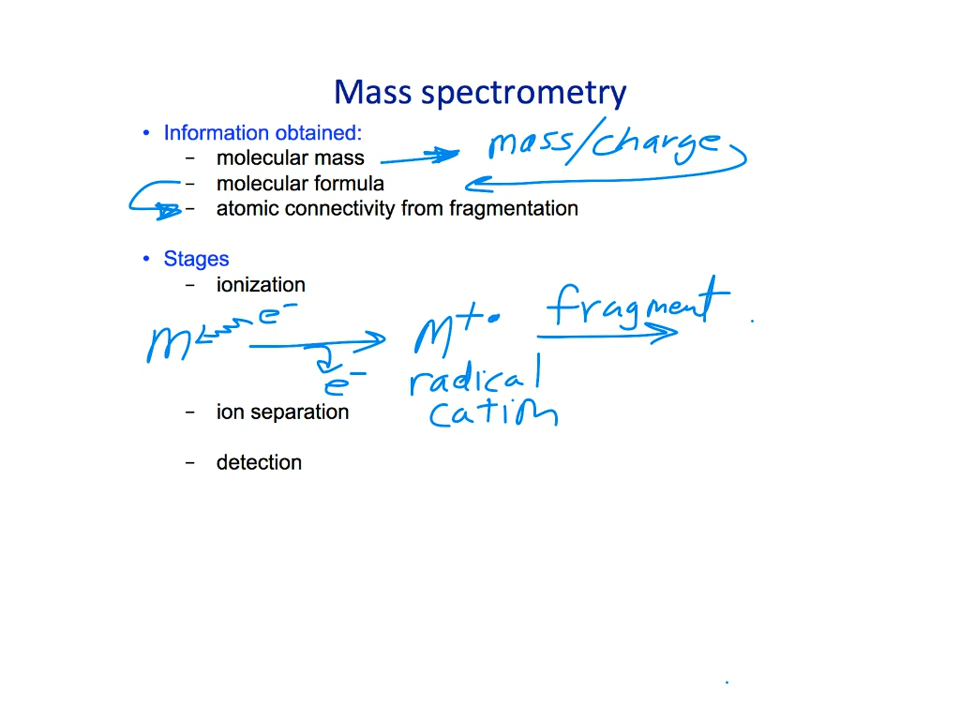 Mass spectrometry
• Information obtained:
– molecular mass → mass/charge
– molecular formula
– atomic connectivity from fragmentation
• Stages
– ionization
M e⁻ → M⁺• fragment →
e⁻ radical
cation
– ion separation
– detection